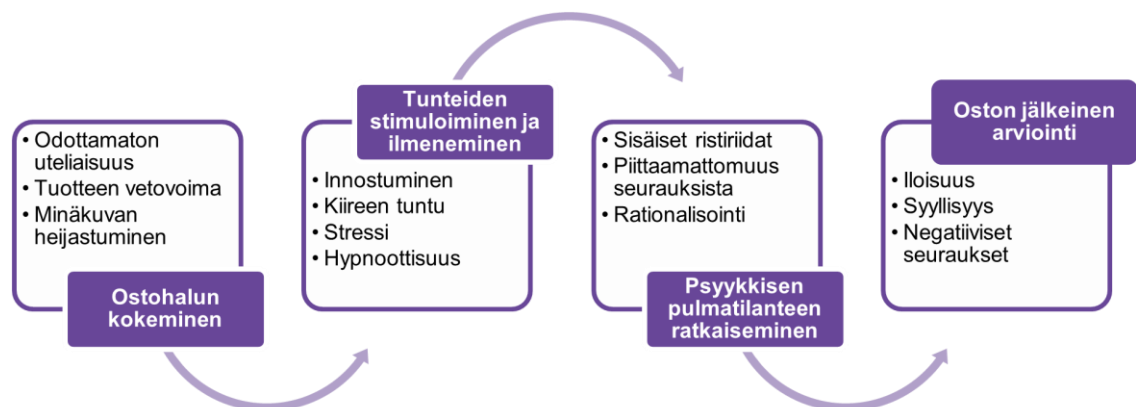 • Odottamaton
uteliaisuus
• Tuotteen vetovoima
• Minäkuvan
heijastuminen
Ostohalun
kokeminen
Tunteiden
stimuloiminen ja
ilmeneminen
• Innostuminen
• Kiireen tuntu
• Stressi
• Hypnoottisuus
• Sisäiset ristiriidat
• Piittaamattomuus
seurauksista
• Rationalisointi
Psyykkisen
pulmatilanteen
ratkaiseminen
Oston jälkeinen
arviointi
• Iloisuus
• Syyllisyys
• Negatiiviset
seuraukset